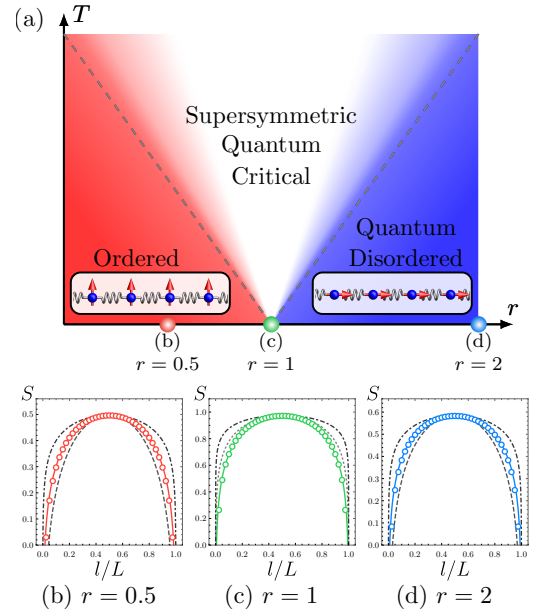 (a)
T
Supersymmetric
Quantum
Critical
Ordered
Quantum
Disordered
r
(b)
(c)
(d)
r = 0.5
r = 1
r = 2
S
S
S
0.5
0.4
0.3
0.2
0.1
0.0
0.0 0.2 0.4 0.6 0.8 1.0
1.0
0.8
0.6
0.4
0.2
0.0
0.0 0.2 0.4 0.6 0.8 1.0
0.6
0.5
0.4
0.3
0.2
0.1
0.0
0.0 0.2 0.4 0.6 0.8 1.0
l/L
l/L
l/L
(b) r = 0.5
(c) r = 1
(d) r = 2